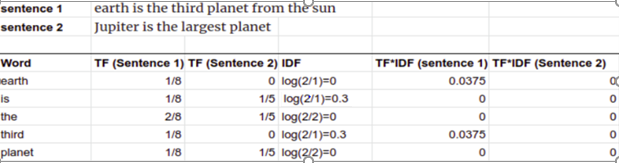 sentence 1 earth is the third planet from the sun
sentence 2 Jupiter is the largest planet
Word TF (Sentence 1) TF (Sentence 2) IDF TF*IDF (sentence 1) TF*IDF (Sentence 2)
earth 1/8 0 log(2/1)=0 0.0375 0
is 1/8 1/5 log(2/1)=0.3 0 0
the 2/8 1/5 log(2/2)=0 0 0
third 1/8 0 log(2/1)=0.3 0.0375 0
planet 1/8 1/5 log(2/2)=0 0 0